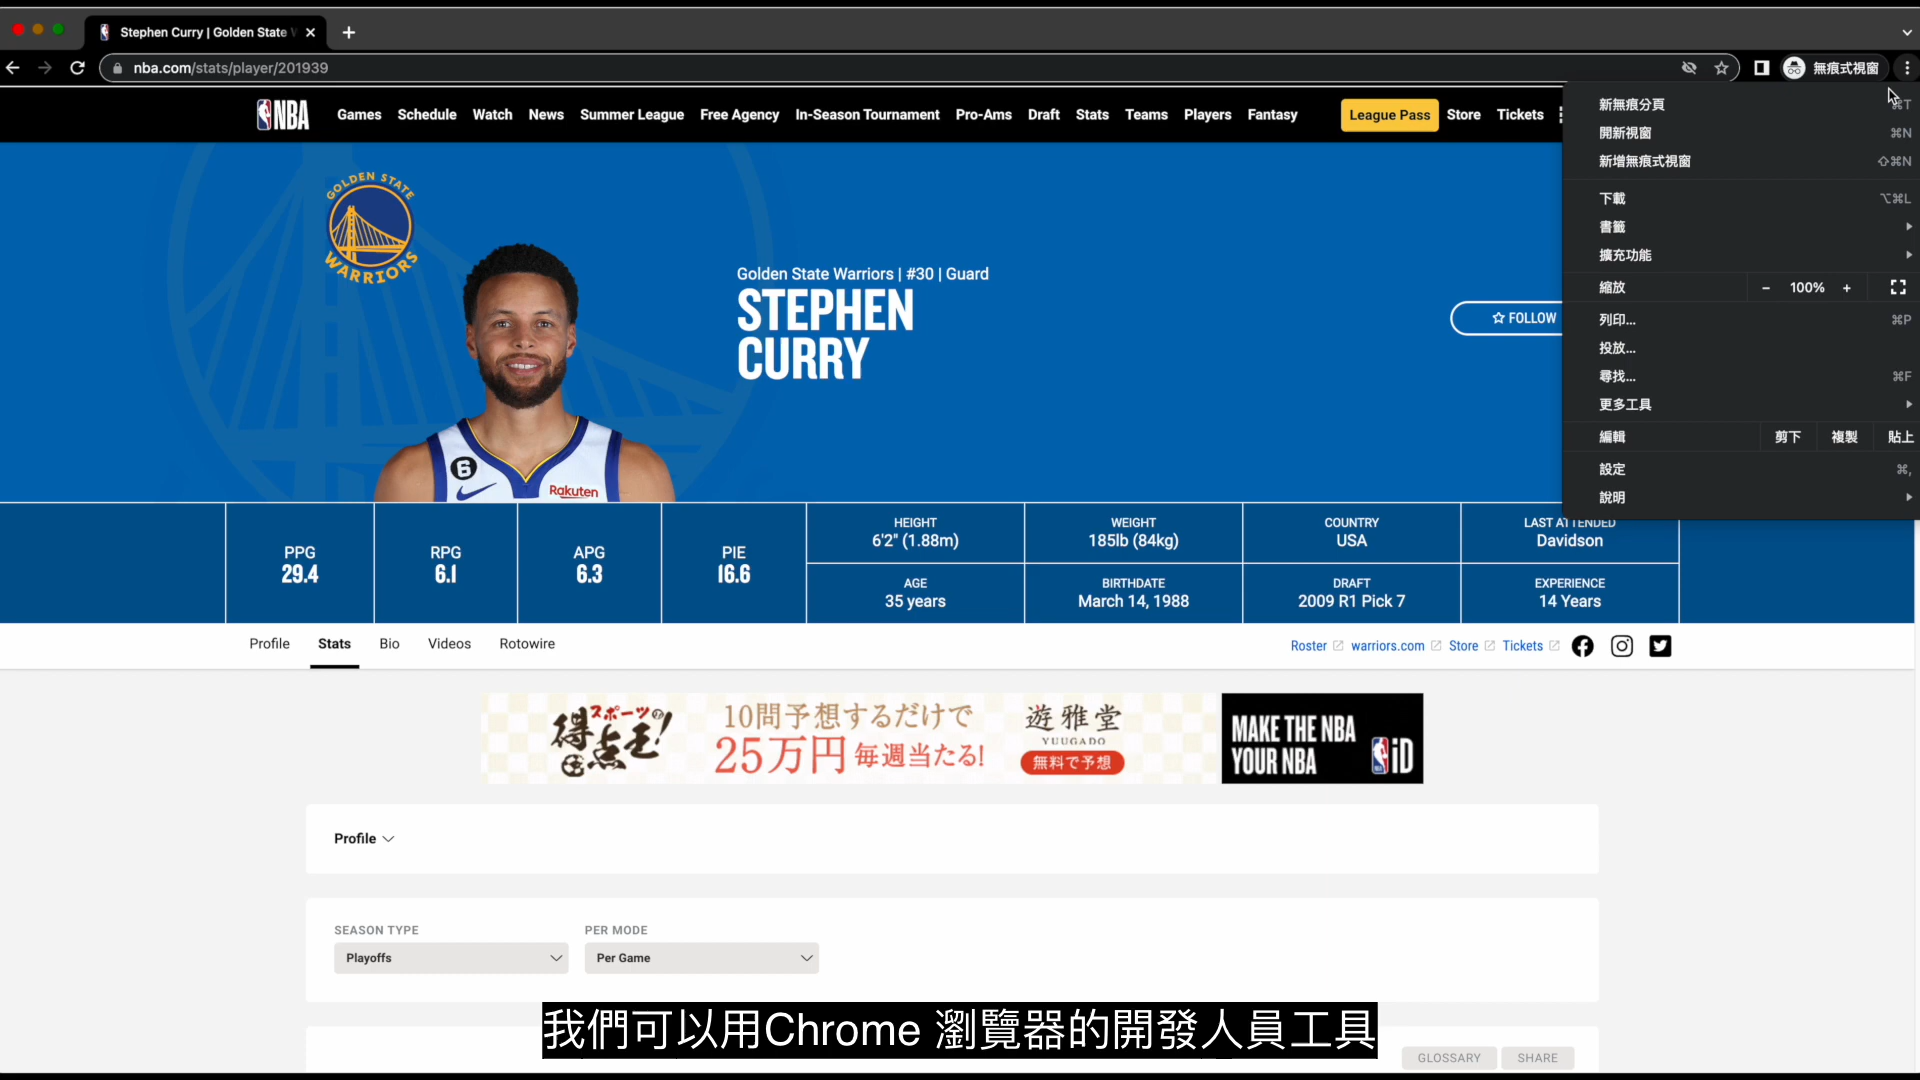 Stephen Curry | Golden State W
nba.com/stats/player/201939
無痕式視窗
NBA
Games Schedule Watch News Summer League Free Agency In-Season Tournament Pro-Ams Draft Stats Teams Players Fantasy League Pass Store Tickets
新無痕分頁 ⌘T
開新視窗 ⌘N
新增無痕式視窗 ⇧⌘N
下載 ⌥⌘L
書籤
擴充功能
縮放 - 100% +
列印... ⌘P
投放...
尋找... ⌘F
更多工具
編輯 剪下 複製 貼上
設定 ⌘,
說明
GOLDEN STATE
WARRIORS
Golden State Warriors | #30 | Guard
STEPHEN
CURRY
FOLLOW
6
Rakuten
PPG
29.4
RPG
6.1
APG
6.3
PIE
16.6
HEIGHT
6'2" (1.88m)
WEIGHT
185lb (84kg)
COUNTRY
USA
LAST ATTENDED
Davidson
AGE
35 years
BIRTHDATE
March 14, 1988
DRAFT
2009 R1 Pick 7
EXPERIENCE
14 Years
Profile Stats Bio Videos Rotowire
Roster warriors.com Store Tickets
スポーツ
得点王!
10問予想するだけで
25万円毎週当たる!
遊雅堂
YUUGADO
無料で予想
MAKE THE NBA
YOUR NBA
iD
Profile
SEASON TYPE
Playoffs
PER MODE
Per Game
我們可以用Chrome 瀏覽器的開發人員工具
GLOSSARY SHARE